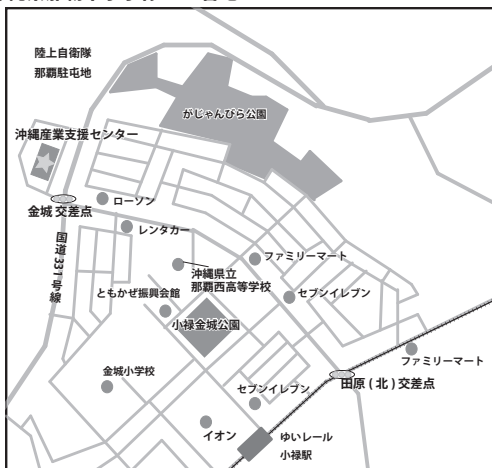 陸上自衛隊
那覇駐屯地
がじゃんびら公園
沖縄産業支援センター
ローソン
金城 交差点
レンタカー
国道331号線
ファミリーマート
沖縄県立
那覇西高等学校
ともかぜ振興会館
セブンイレブン
小禄金城公園
ファミリーマート
金城小学校
田原 ( 北 ) 交差点
セブンイレブン
イオン
ゆいレール
小禄駅